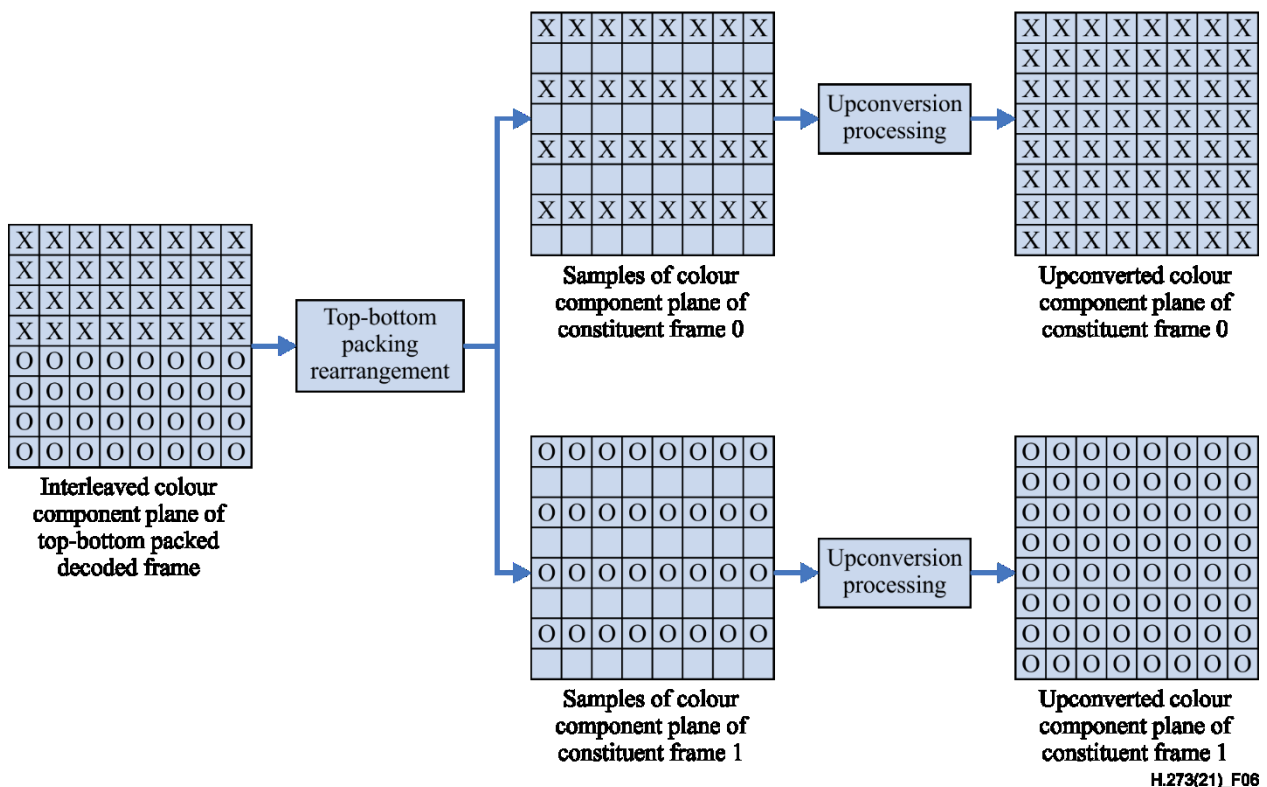 X X X X X X X X
X X X X X X X X
X X X X X X X X
X X X X X X X X
Upconversion
processing
X X X X X X X X
X X X X X X X X
X X X X X X X X
X X X X X X X X
X X X X X X X X
X X X X X X X X
X X X X X X X X
X X X X X X X X
Samples of colour
component plane of
constituent frame 0
Upconverted colour
component plane of
constituent frame 0
X X X X X X X X
X X X X X X X X
X X X X X X X X
X X X X X X X X
O O O O O O O O
O O O O O O O O
O O O O O O O O
O O O O O O O O
Interleaved colour
component plane of
top-bottom packed
decoded frame
Top-bottom
packing
rearrangement
O O O O O O O O
O O O O O O O O
O O O O O O O O
O O O O O O O O
Upconversion
processing
O O O O O O O O
O O O O O O O O
O O O O O O O O
O O O O O O O O
O O O O O O O O
O O O O O O O O
O O O O O O O O
O O O O O O O O
Samples of colour
component plane of
constituent frame 1
Upconverted colour
component plane of
constituent frame 1
H.273(21)_F06